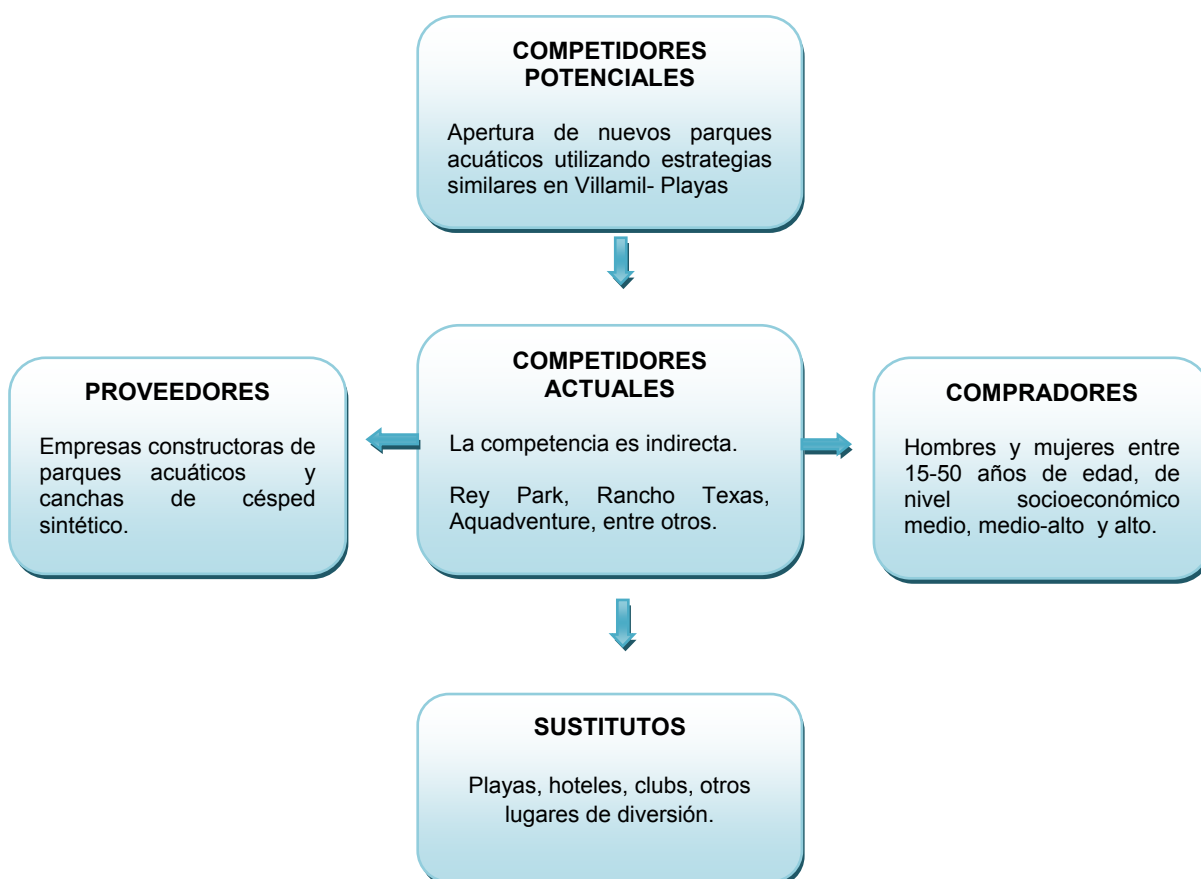 COMPETIDORES
POTENCIALES
Apertura de nuevos parques
acuáticos utilizando estrategias
similares en Villamil- Playas
PROVEEDORES
Empresas constructoras de
parques acuáticos y
canchas de césped
sintético.
COMPETIDORES
ACTUALES
La competencia es indirecta.
Rey Park, Rancho Texas,
Aquadventure, entre otros.
COMPRADORES
Hombres y mujeres entre
15-50 años de edad, de
nivel socioeconómico
medio, medio-alto y alto.
SUSTITUTOS
Playas, hoteles, clubs, otros
lugares de diversión.